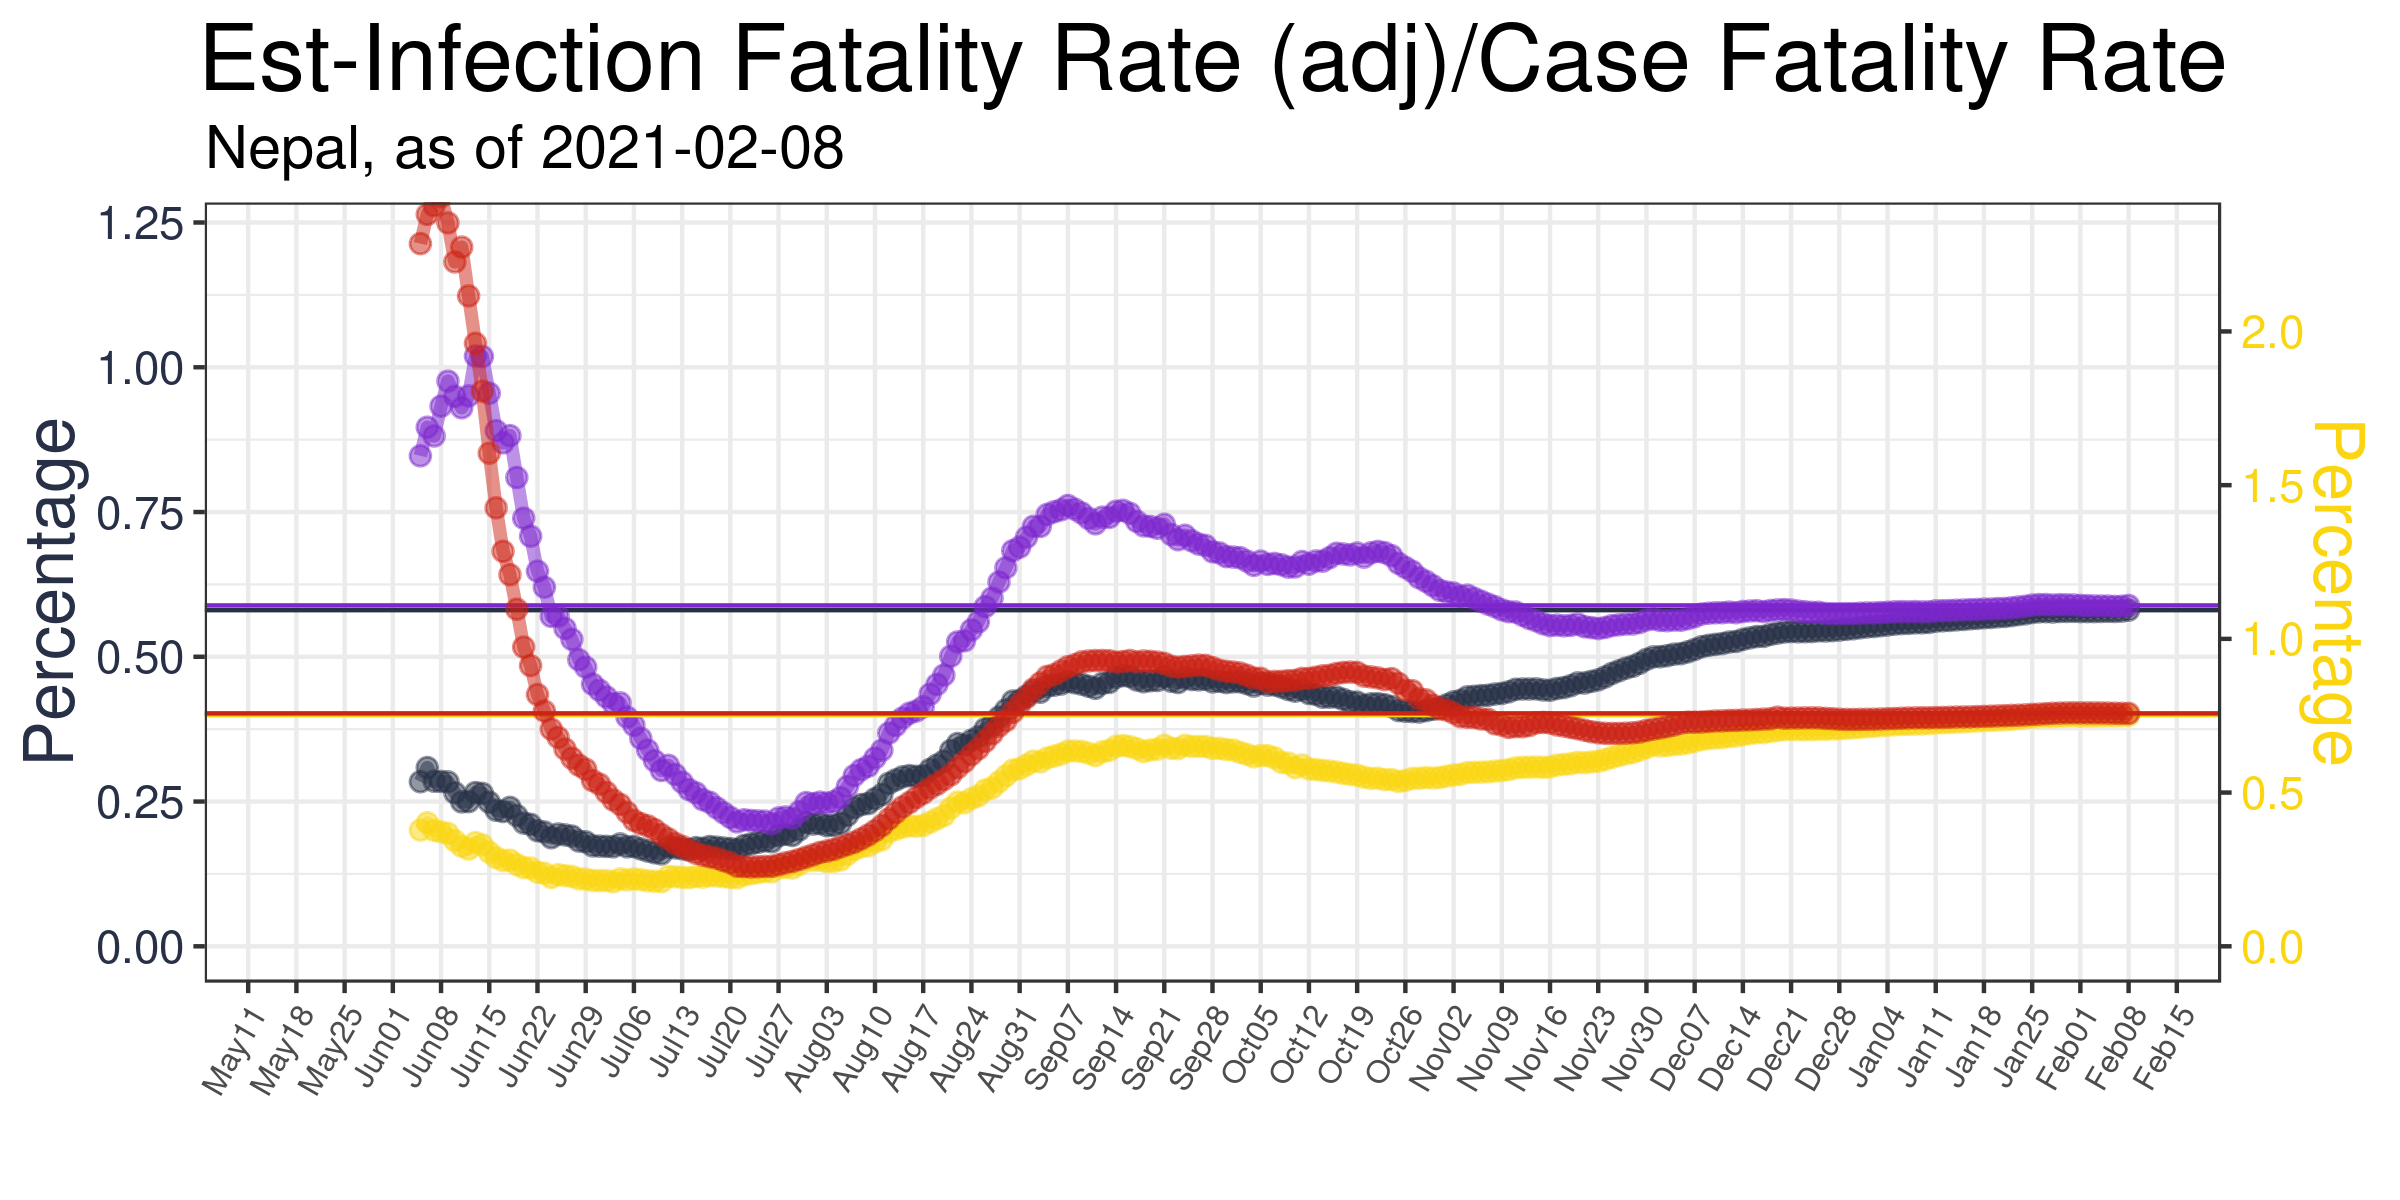 Est-Infection Fatality Rate (adj)/Case Fatality Rate
Nepal, as of 2021-02-08
Percentage
1.25
1.00
0.75
0.50
0.25
0.00
2.0
1.5
1.0
0.5
0.0
Percentage
May11
May18
May25
Jun01
Jun08
Jun15
Jun22
Jun29
Jul06
Jul13
Jul20
Jul27
Aug03
Aug10
Aug17
Aug24
Aug31
Sep07
Sep14
Sep21
Sep28
Oct05
Oct12
Oct19
Oct26
Nov02
Nov09
Nov16
Nov23
Nov30
Dec07
Dec14
Dec21
Dec28
Jan04
Jan11
Jan18
Jan25
Feb01
Feb08
Feb15